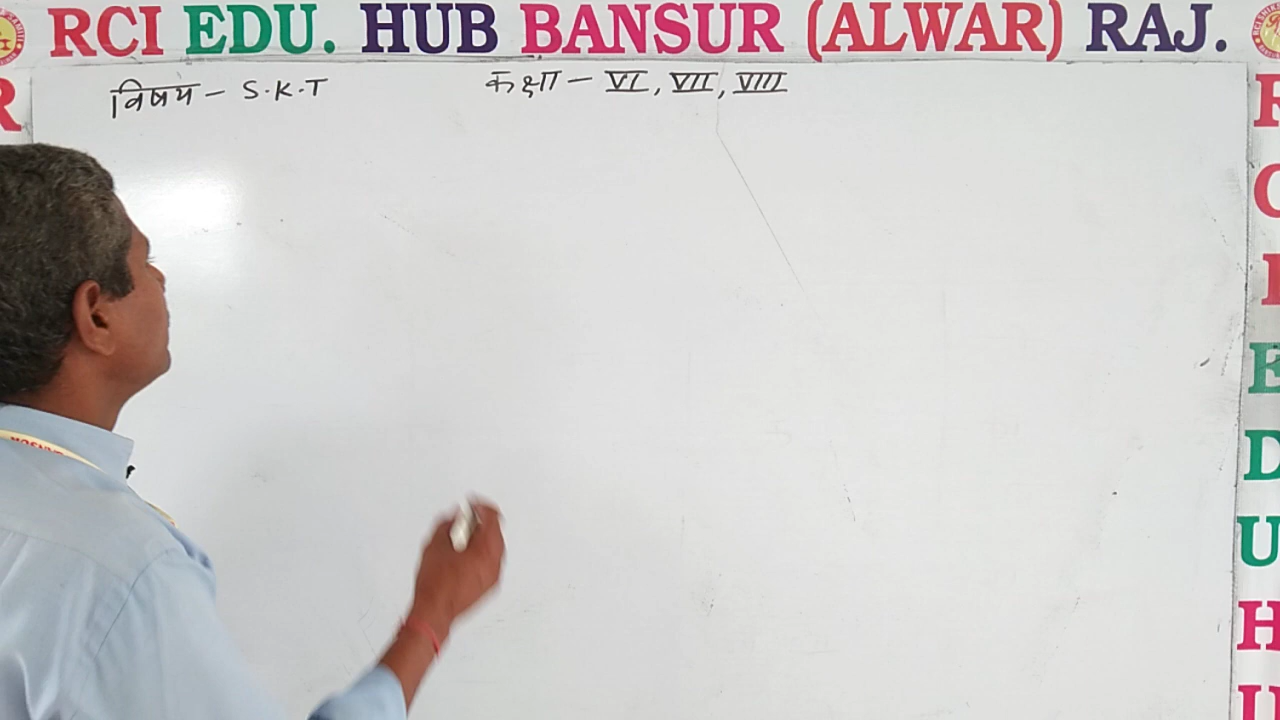 RCI EDU. HUB BANSUR (ALWAR) RAJ.
विषय - S.K.T
कक्षा - VI, VII, VIII
R
R
C
I
E
D
U
H
U